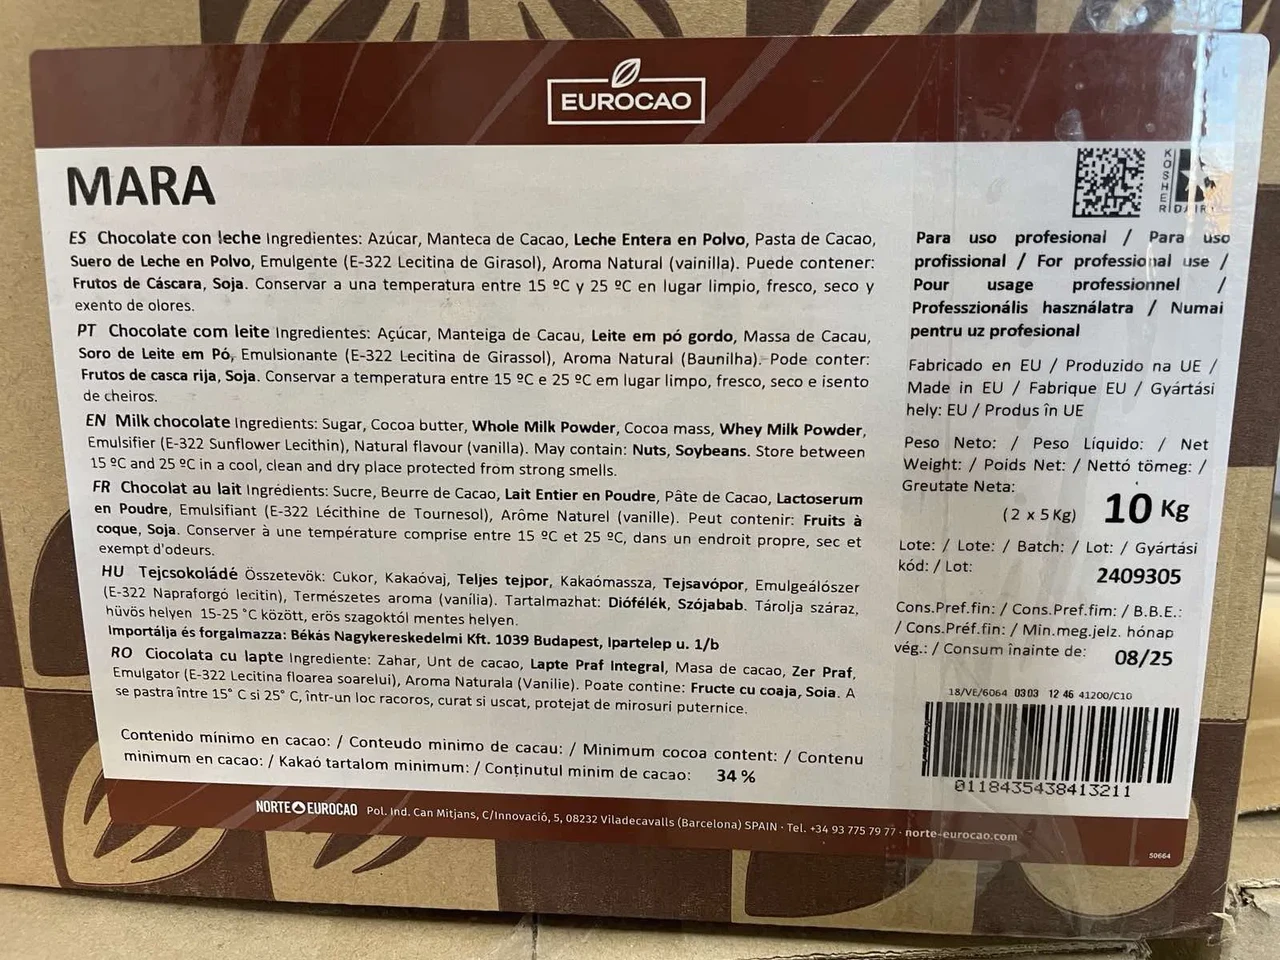 EUROCAO
MARA
KOSHER
DAIRY
ES Chocolate con leche Ingredientes: Azúcar, Manteca de Cacao, Leche Entera en Polvo, Pasta de Cacao,
Suero de Leche en Polvo, Emulgente (E-322 Lecitina de Girasol), Aroma Natural (vainilla). Puede contener:
Frutos de Cáscara, Soja. Conservar a una temperatura entre 15 ºC y 25 ºC en lugar limpio, fresco, seco y
exento de olores.
PT Chocolate com leite Ingredientes: Açúcar, Manteiga de Cacau, Leite em pó gordo, Massa de Cacau,
Soro de Leite em Pó, Emulsionante (E-322 Lecitina de Girassol), Aroma Natural (Baunilha). Pode conter:
Frutos de casca rija, Soja. Conservar a temperatura entre 15 ºC e 25 ºC em lugar limpo, fresco, seco e isento
de cheiros.
EN Milk chocolate Ingredients: Sugar, Cocoa butter, Whole Milk Powder, Cocoa mass, Whey Milk Powder,
Emulsifier (E-322 Sunflower Lecithin), Natural flavour (vanilla). May contain: Nuts, Soybeans. Store between
15 ºC and 25 ºC in a cool, clean and dry place protected from strong smells.
FR Chocolat au lait Ingrédients: Sucre, Beurre de Cacao, Lait Entier en Poudre, Pâte de Cacao, Lactoserum
en Poudre, Emulsifiant (E-322 Lécithine de Tournesol), Arôme Naturel (vanille). Peut contenir: Fruits à
coque, Soja. Conserver à une température comprise entre 15 ºC et 25 ºC, dans un endroit propre, sec et
exempt d'odeurs.
HU Tejcsokoládé Összetevök: Cukor, Kakaóvaj, Teljes tejpor, Kakaómassza, Tejsavópor, Emulgeálószer
(E-322 Napraforgó lecitin), Természetes aroma (vanília). Tartalmazhat: Diófélék, Szójabab. Tárolja száraz,
hüvös helyen 15-25 °C között, erös szagoktól mentes helyen.
Importálja és forgalmazza: Békás Nagykereskedelmi Kft. 1039 Budapest, Ipartelep u. 1/b
RO Ciocolata cu lapte Ingrediente: Zahar, Unt de cacao, Lapte Praf Integral, Masa de cacao, Zer Praf,
Emulgator (E-322 Lecitina floarea soarelui), Aroma Naturala (Vanilie). Poate contine: Fructe cu coaja, Soia. A
se pastra între 15° C si 25° C, într-un loc racoros, curat si uscat, protejat de mirosuri puternice.
Contenido mínimo en cacao: / Conteudo minimo de cacau: / Minimum cocoa content: / Contenu
minimum en cacao: / Kakaó tartalom minimum: / Conținutul minim de cacao: 34 %
Para uso profesional / Para uso
profissional / For professional use /
Pour usage professionnel /
Professzionális használatra / Numai
pentru uz profesional
Fabricado en EU / Produzido na UE /
Made in EU / Fabrique EU / Gyártási
hely: EU / Produs în UE
Peso Neto: / Peso Líquido: / Net
Weight: / Poids Net: / Nettó tömeg: /
Greutate Neta:
(2 x 5 Kg) 10 Kg
Lote: / Lote: / Batch: / Lot: / Gyártási
kód: / Lot:
2409305
Cons.Pref.fin: / Cons.Pref.fim: / B.B.E.:
/ Cons.Préf.fin: / Min.meg.jelz. hónap
vég.: / Consum înainte de: 08/25
18/VE/6064 0303 12 46 41200/C10
0118435438413211
NORTE EUROCAO Pol. Ind. Can Mitjans, C/Innovació, 5, 08232 Viladecavalls (Barcelona) SPAIN · Tel. +34 93 775 79 77 · norte-eurocao.com
50664